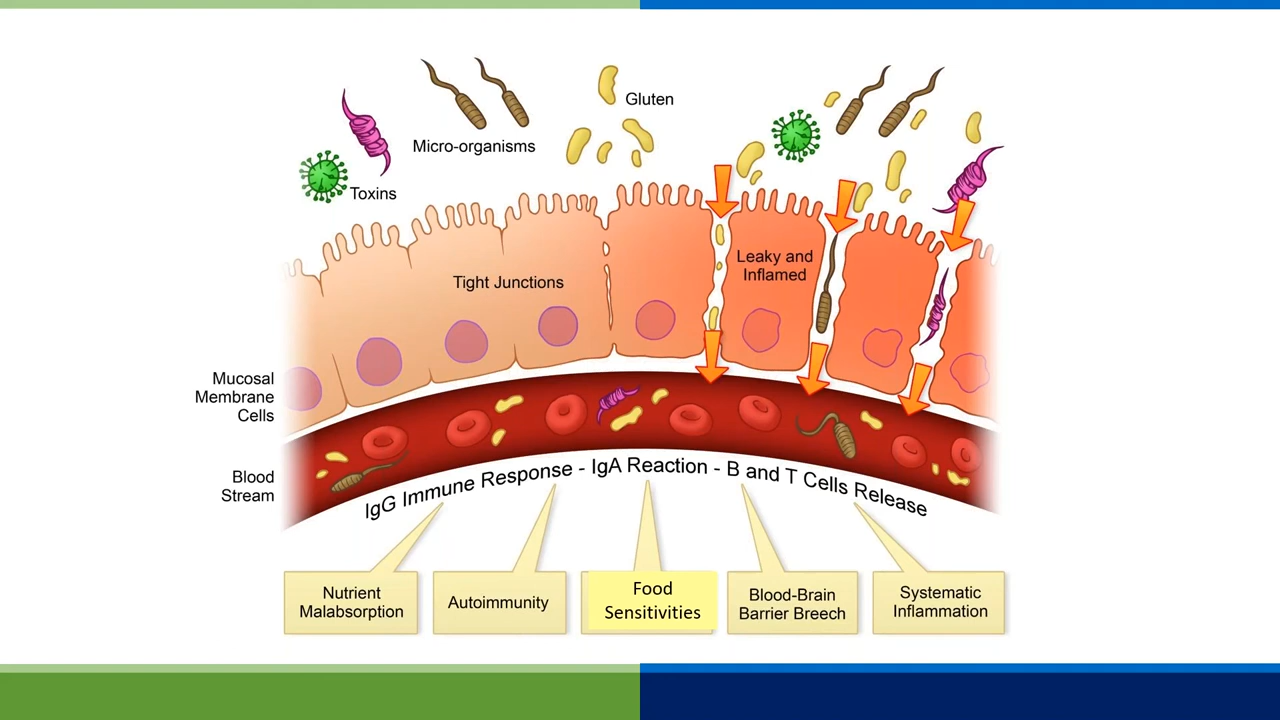 Gluten
Micro-organisms
Toxins
Leaky and
Inflamed
Tight Junctions
Mucosal
Membrane
Cells
Blood
Stream
IgG Immune Response - IgA Reaction - B and T Cells Release
Nutrient
Malabsorption
Autoimmunity
Food
Sensitivities
Blood-Brain
Barrier Breech
Systematic
Inflammation